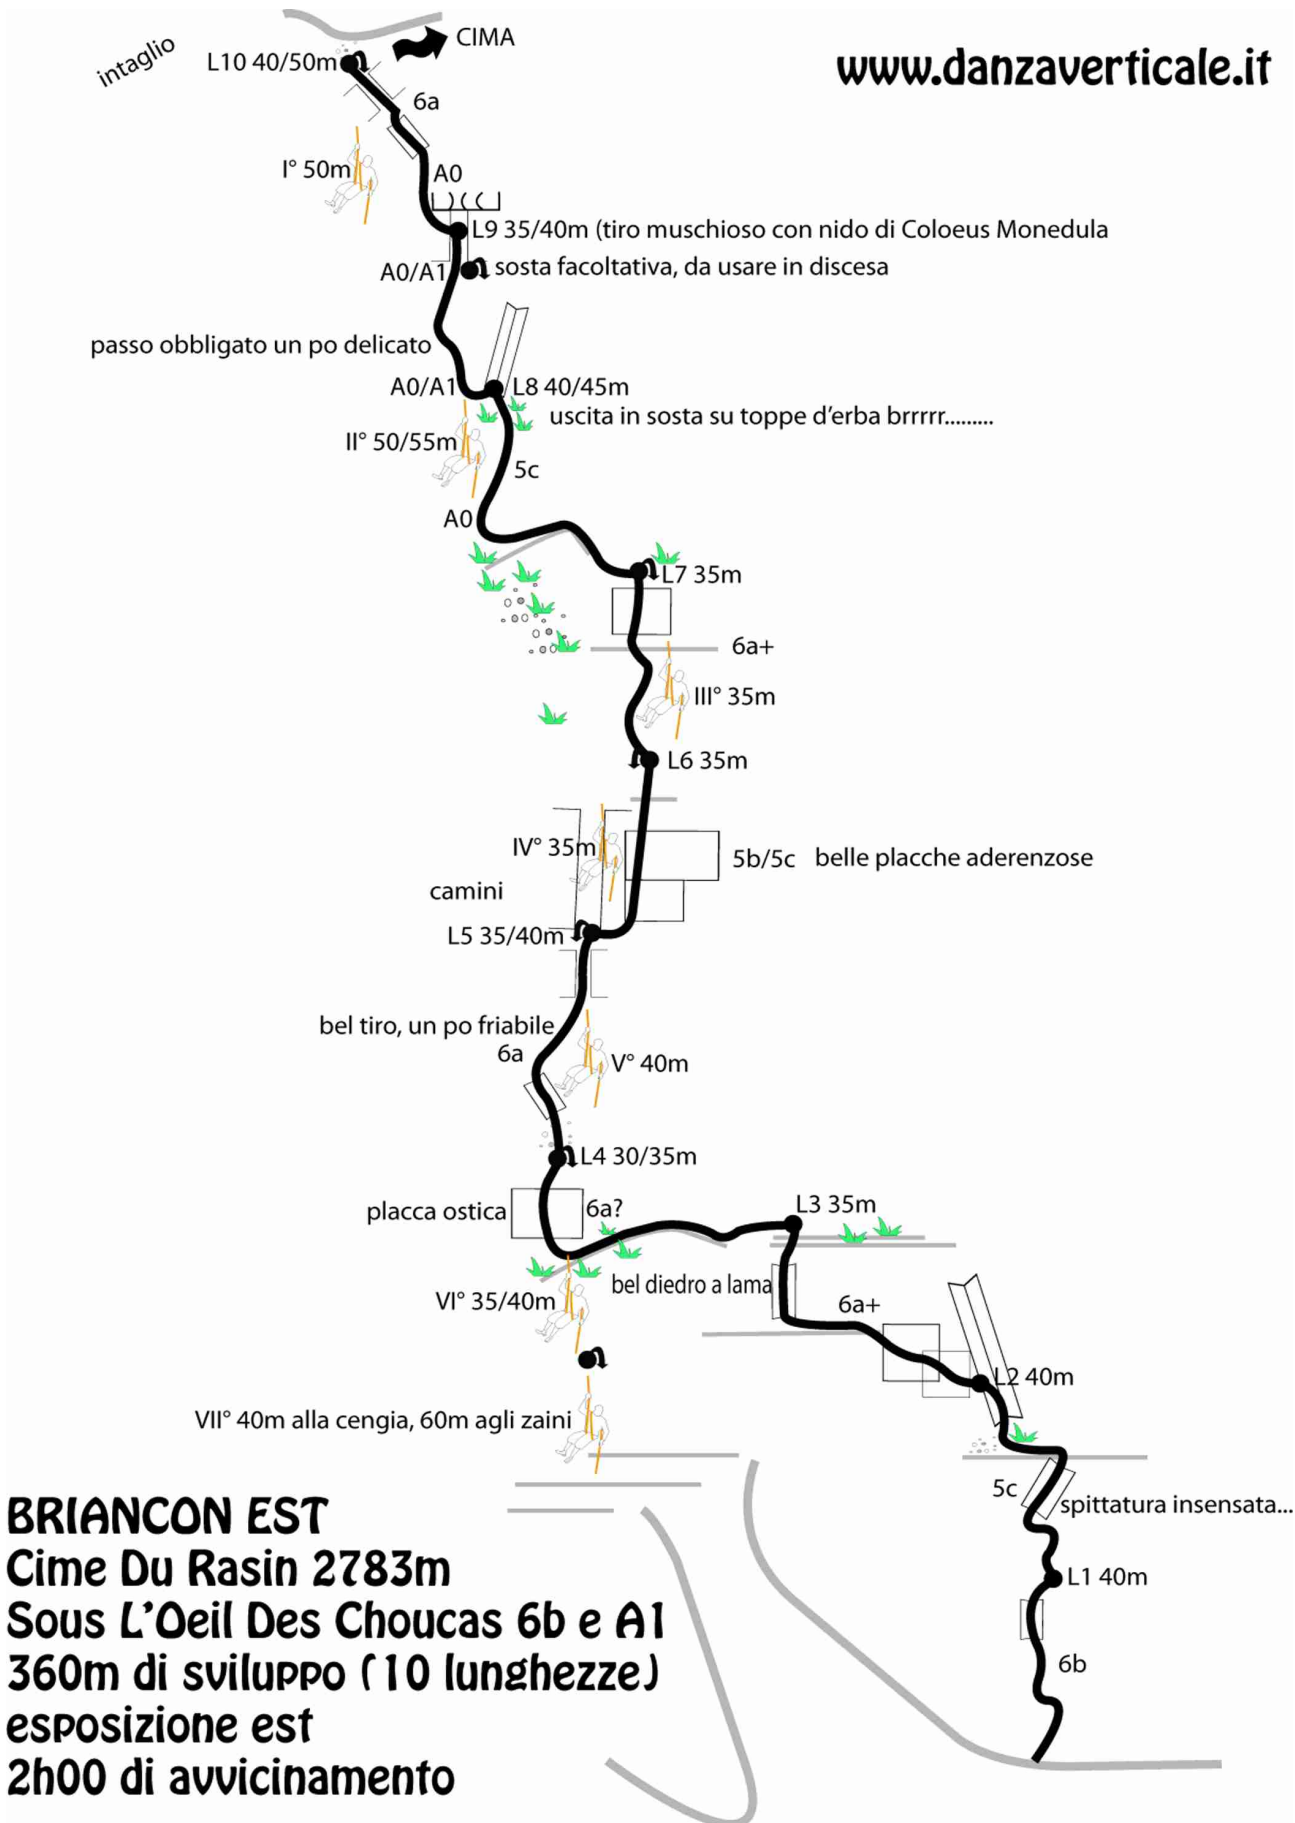 intaglio
L10 40/50m
CIMA
www.danzaverticale.it
6a
I° 50m
A0
L9 35/40m (tiro muschioso con nido di Coloeus Monedula
A0/A1
sosta facoltativa, da usare in discesa
passo obbligato un po delicato
A0/A1
L8 40/45m
uscita in sosta su toppe d'erba brrrrr.........
II° 50/55m
5c
A0
L7 35m
6a+
III° 35m
L6 35m
IV° 35m
5b/5c
belle placche aderenzose
camini
L5 35/40m
bel tiro, un po friabile
6a
V° 40m
L4 30/35m
placca ostica
6a?
L3 35m
bel diedro a lama
VI° 35/40m
6a+
L2 40m
VII° 40m alla cengia, 60m agli zaini
5c
spittatura insensata...
L1 40m
6b
BRIANCON EST
Cime Du Rasin 2783m
Sous L'Oeil Des Choucas 6b e A1
360m di sviluppo (10 lunghezze)
esposizione est
2h00 di avvicinamento